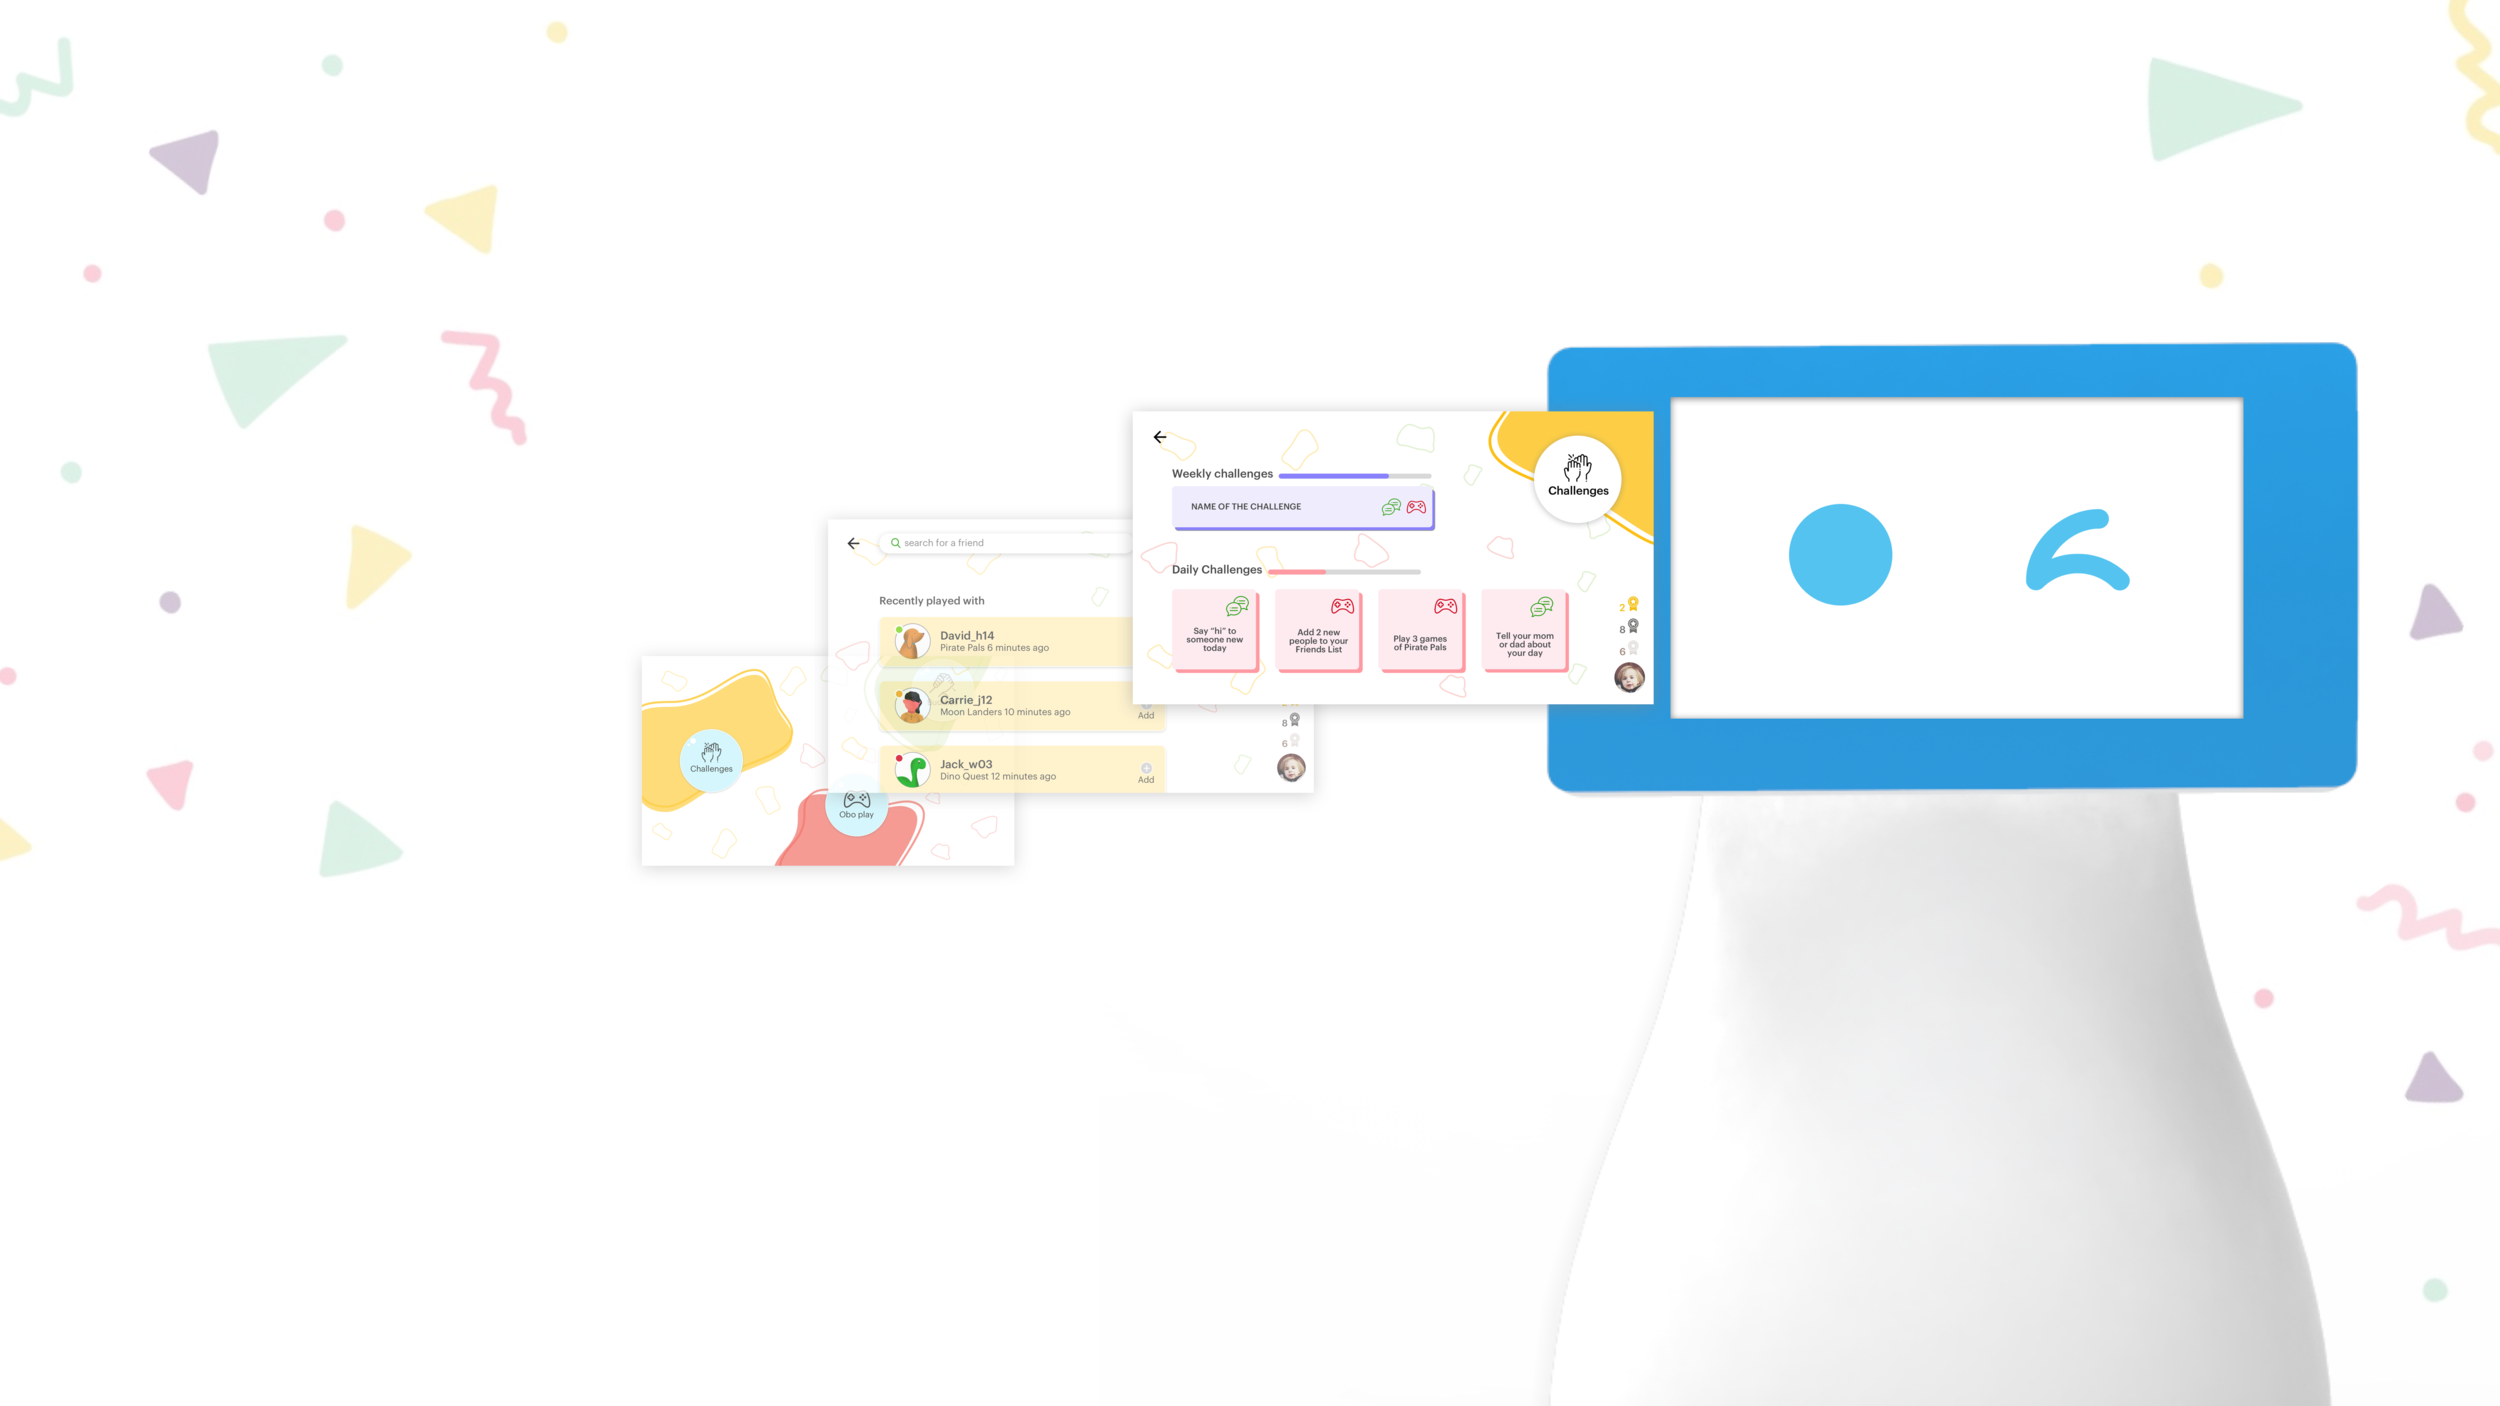 Challenges
Obo play
search for a friend
Recently played with
David_h14
Pirate Pals 6 minutes ago
Carrie_j12
Moon Landers 10 minutes ago
Add
Jack_w03
Dino Quest 12 minutes ago
Add
8
6
Weekly challenges
NAME OF THE CHALLENGE
Challenges
Daily Challenges
Say “hi” to
someone new
today
Add 2 new
people to your
Friends List
Play 3 games
of Pirate Pals
Tell your mom
or dad about
your day
2
8
6